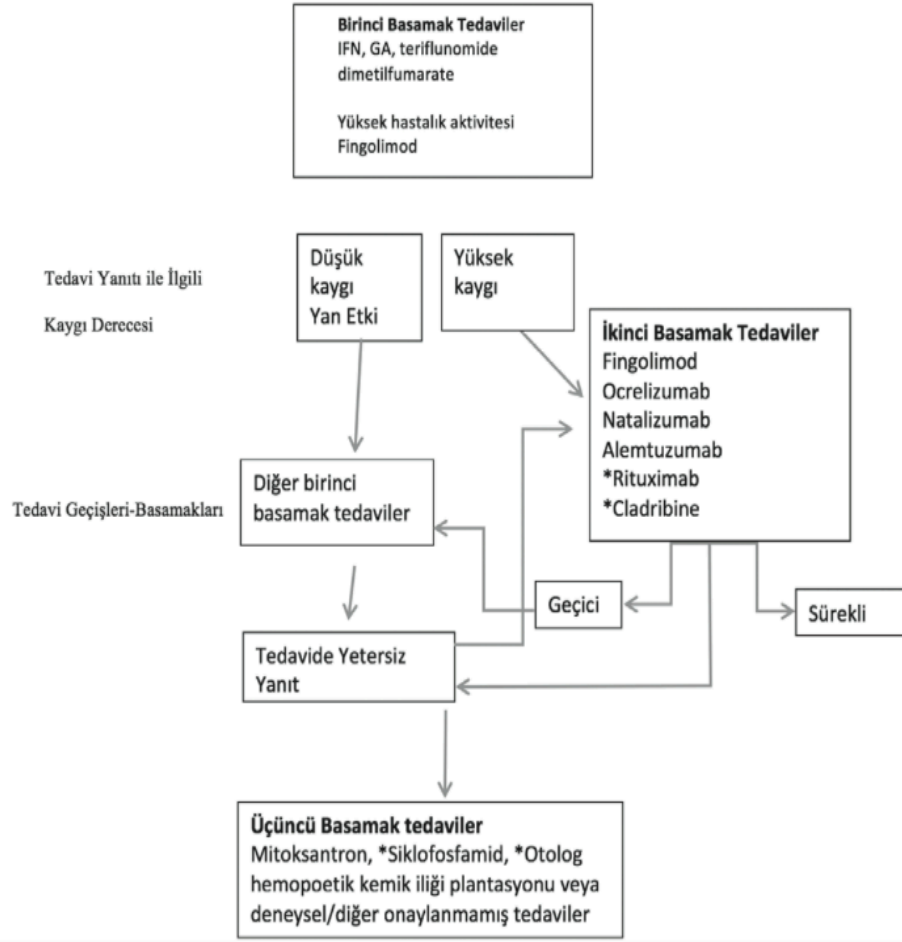 Birinci Basamak Tedaviler
IFN, GA, teriflunomide
dimetilfumarate
Yüksek hastalık aktivitesi
Fingolimod
Tedavi Yanıtı ile İlgili
Kaygı Derecesi
Düşük
kaygı
Yan Etki
Yüksek
kaygı
İkinci Basamak Tedaviler
Fingolimod
Ocrelizumab
Natalizumab
Alemtuzumab
*Rituximab
*Cladribine
Tedavi Geçişleri-Basamakları
Diğer birinci
basamak tedaviler
Geçici
Sürekli
Tedavide Yetersiz
Yanıt
Üçüncü Basamak tedaviler
Mitoksantron, *Siklofosfamid, *Otolog
hemopoetik kemik iliği plantasyonu veya
deneysel/diğer onaylanmamış tedaviler